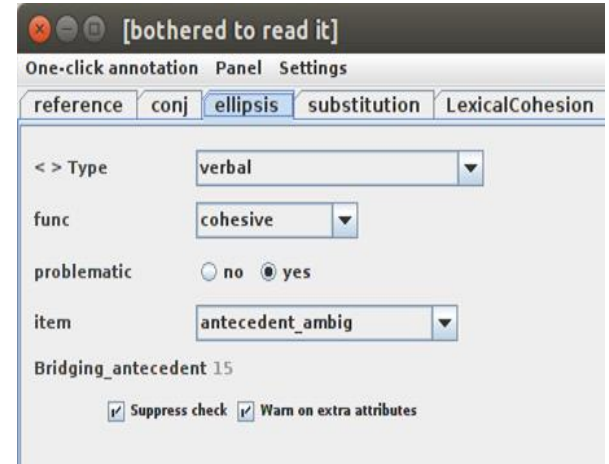 [bothered to read it]
One-click annotation Panel Settings
reference conj ellipsis substitution LexicalCohesion
< > Type verbal
func cohesive
problematic no yes
item antecedent_ambig
Bridging_antecedent 15
Suppress check Warn on extra attributes